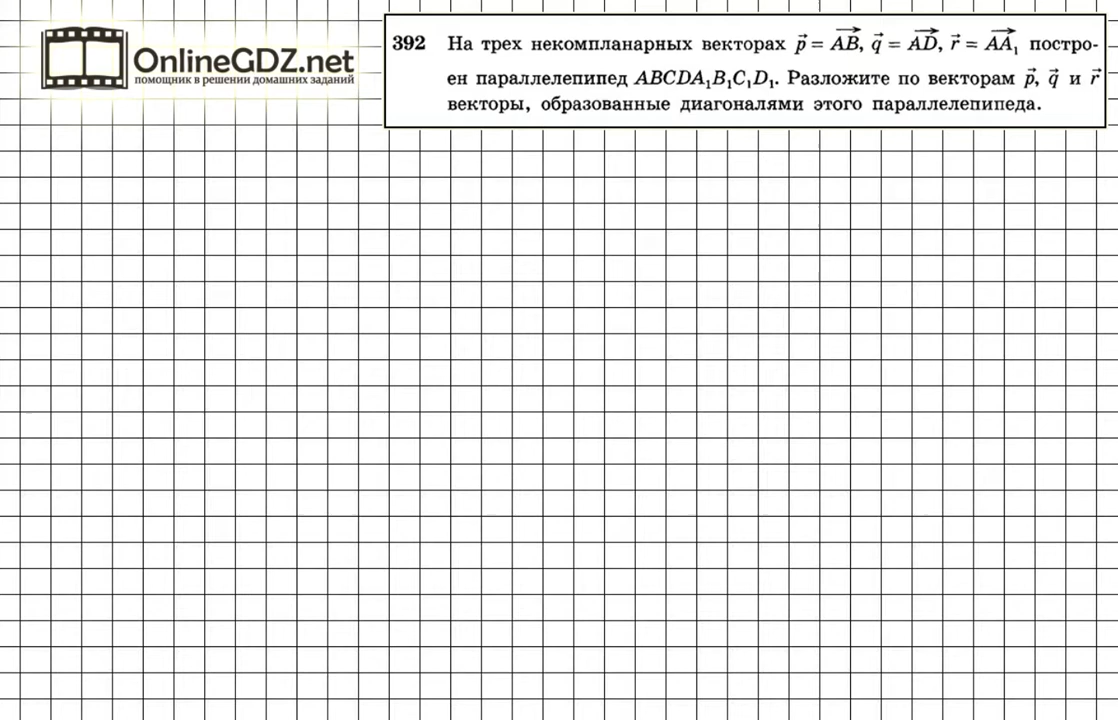 OnlineGDZ.net
помощник в решении домашних заданий
392 На трех некомпланарных векторах p⃗ = AB⃗, q⃗ = AD⃗, r⃗ = AA₁⃗ постро-
ен параллелепипед ABCDA₁B₁C₁D₁. Разложите по векторам p⃗, q⃗ и r⃗
векторы, образованные диагоналями этого параллелепипеда.